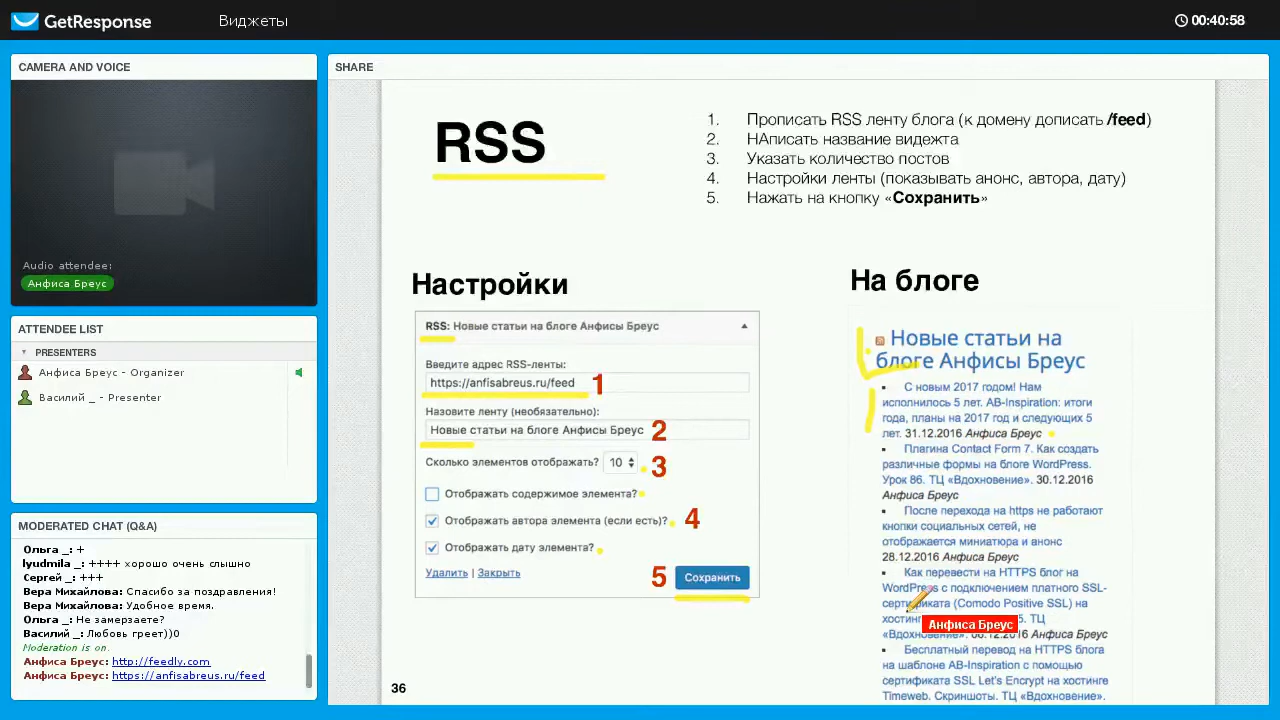 GetResponse
Виджеты
00:40:58
CAMERA AND VOICE
Audio attendee:
Анфиса Бреус
ATTENDEE LIST
PRESENTERS
Анфиса Бреус - Organizer
Василий _ - Presenter
MODERATED CHAT (Q&A)
Ольга _: +
lyudmila _: ++++ хорошо очень слышно
Сергей _: +++
Вера Михайлова: Спасибо за поздравления!
Вера Михайлова: Удобное время.
Ольга _: Не замерзаете?
Василий _: Любовь греет))0
Moderation is on.
Анфиса Бреус: http://feedly.com
Анфиса Бреус: https://anfisabreus.ru/feed
SHARE
RSS
1. Прописать RSS ленту блога (к домену дописать /feed)
2. НАписать название видежта
3. Указать количество постов
4. Настройки ленты (показывать анонс, автора, дату)
5. Нажать на кнопку «Сохранить»
Настройки
RSS: Новые статьи на блоге Анфисы Бреус
Введите адрес RSS-ленты:
https://anfisabreus.ru/feed 1
Назовите ленту (необязательно):
Новые статьи на блоге Анфисы Бреус 2
Сколько элементов отображать? 10 3
Отображать содержимое элемента?
Отображать автора элемента (если есть)? 4
Отображать дату элемента?
Удалить | Закрыть 5 Сохранить
36
На блоге
Новые статьи на
блоге Анфисы Бреус
С новым 2017 годом! Нам
исполнилось 5 лет. AB-Inspiration: итоги
года, планы на 2017 год и следующих 5
лет. 31.12.2016 Анфиса Бреус
Плагина Contact Form 7. Как создать
различные формы на блоге WordPress.
Урок 86. ТЦ «Вдохновение». 30.12.2016
Анфиса Бреус
После перехода на https не работают
кнопки социальных сетей, не
отображается миниатюра и анонс
28.12.2016 Анфиса Бреус
Как перевести на HTTPS блог на
WordPress с подключением платного SSL-
сертификата (Comodo Positive SSL) на
Анфиса Бреус
5. ТЦ
«Вдохновение». 06.12.2016 Анфиса Бреус
Бесплатный перевод на HTTPS блога
на шаблоне AB-Inspiration с помощью
сертификата SSL Let's Encrypt на хостинге
Timeweb. Скриншоты. ТЦ «Вдохновение».